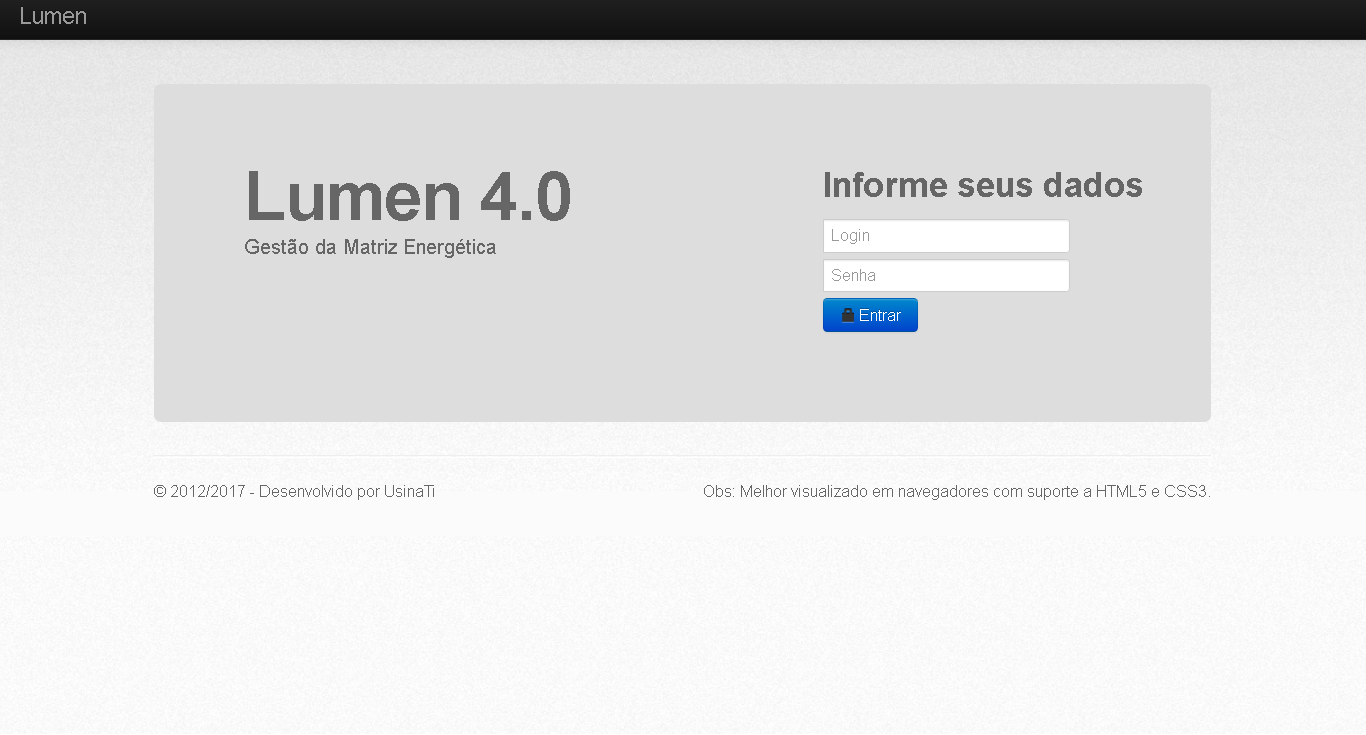 Lumen
Lumen 4.0
Gestão da Matriz Energética
Informe seus dados
Login
Senha
Entrar
© 2012/2017 - Desenvolvido por UsinaTi
Obs: Melhor visualizado em navegadores com suporte a HTML5 e CSS3.